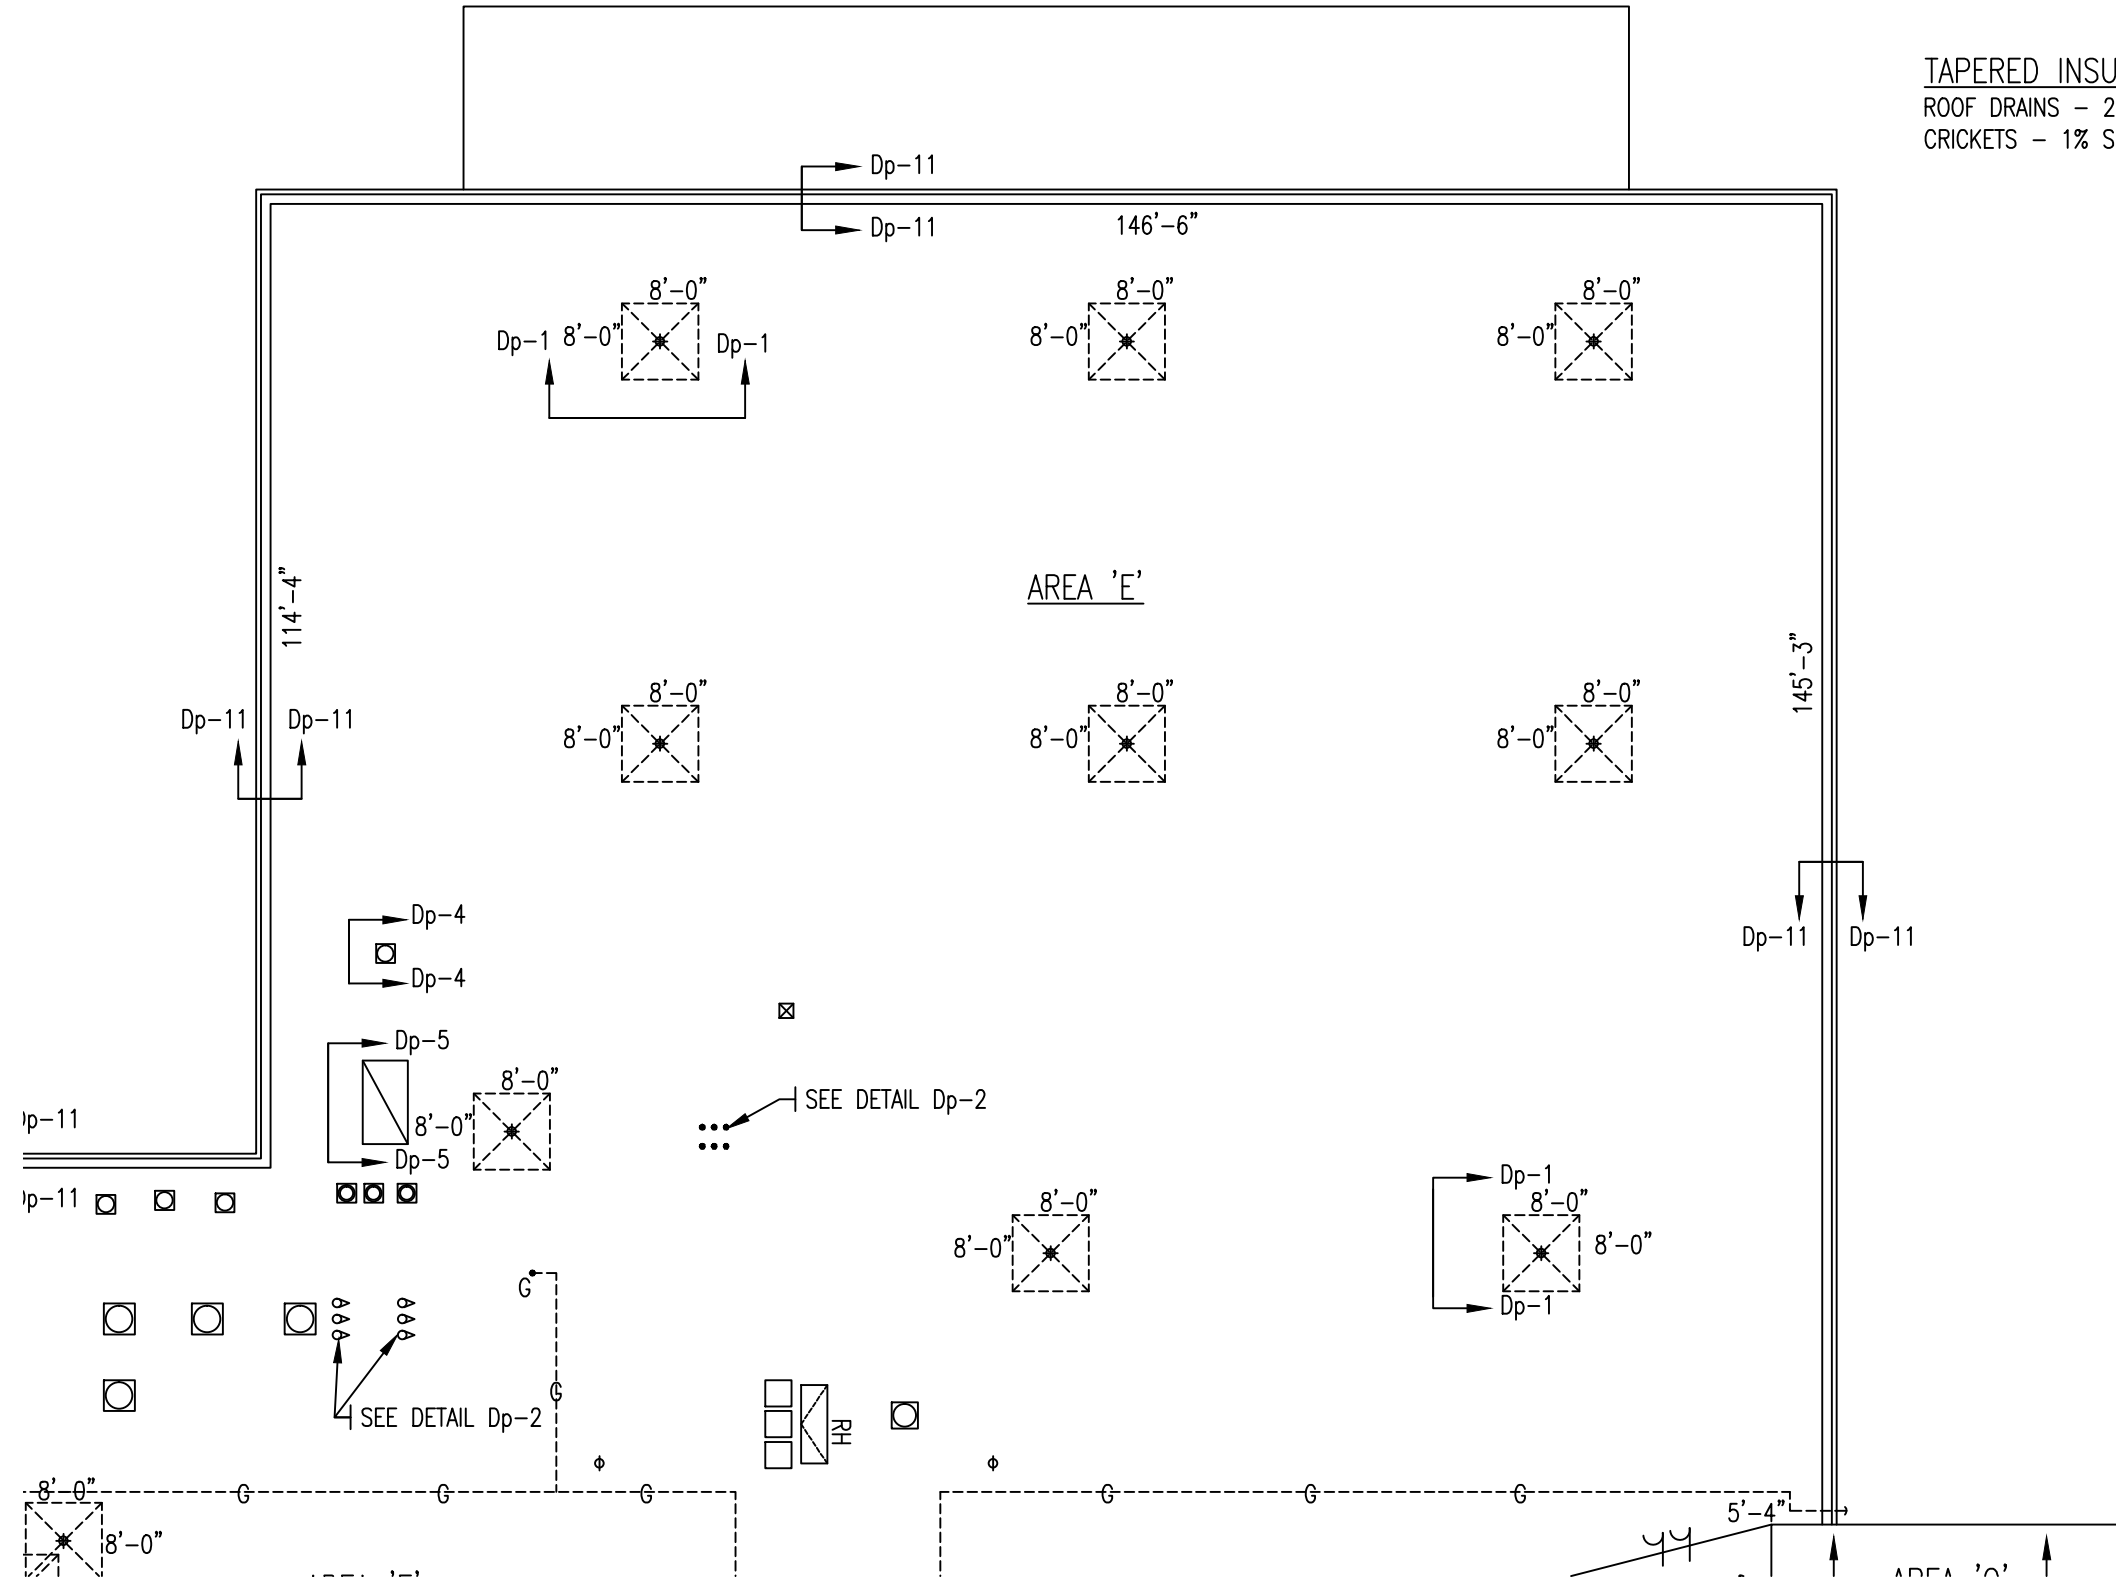 TAPERED INSU
ROOF DRAINS – 2
CRICKETS – 1% S
Dp–11
Dp–11
146'–6"
8'–0"
8'–0"
8'–0"
Dp–1
8'–0"
Dp–1
8'–0"
8'–0"
AREA 'E'
114'–4"
145'–3"
8'–0"
8'–0"
8'–0"
Dp–11
Dp–11
8'–0"
8'–0"
8'–0"
Dp–4
Dp–11
Dp–11
Dp–4
Dp–5
8'–0"
SEE DETAIL Dp–2
p–11
8'–0"
Dp–5
Dp–1
p–11
8'–0"
8'–0"
8'–0"
8'–0"
G
Dp–1
G
SEE DETAIL Dp–2
RH
8'–0"
G
G
G
G
G
G
5'–4"
8'–0"